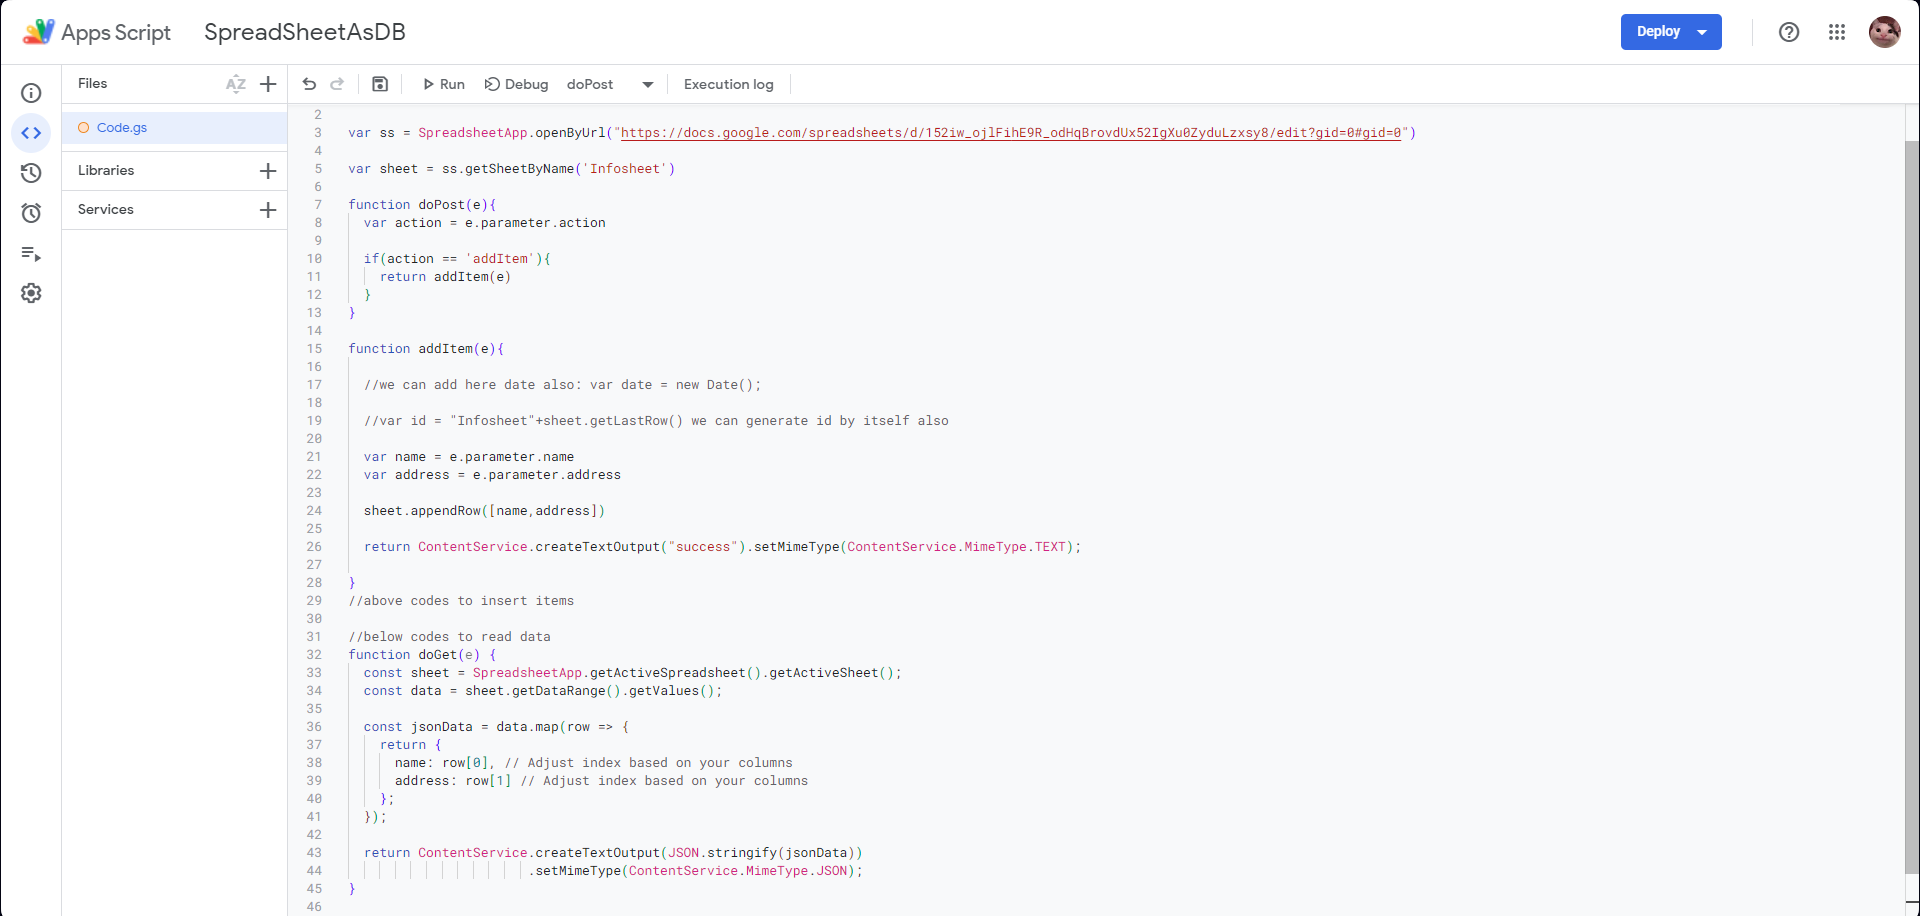 Apps Script SpreadSheetAsDB Deploy
Files AZ
Run Debug doPost Execution log
Code.gs
Libraries
Services
2
3 var ss = SpreadsheetApp.openByUrl("https://docs.google.com/spreadsheets/d/152iw_ojlFihE9R_odHqBrovdUx52IgXu0ZyduLzxsy8/edit?gid=0#gid=0")
4
5 var sheet = ss.getSheetByName('Infosheet')
6
7 function doPost(e){
8 var action = e.parameter.action
9
10 if(action == 'addItem'){
11 return addItem(e)
12 }
13 }
14
15 function addItem(e){
16
17 //we can add here date also: var date = new Date();
18
19 //var id = "Infosheet"+sheet.getLastRow() we can generate id by itself also
20
21 var name = e.parameter.name
22 var address = e.parameter.address
23
24 sheet.appendRow([name,address])
25
26 return ContentService.createTextOutput("success").setMimeType(ContentService.MimeType.TEXT);
27
28 }
29 //above codes to insert items
30
31 //below codes to read data
32 function doGet(e) {
33 const sheet = SpreadsheetApp.getActiveSpreadsheet().getActiveSheet();
34 const data = sheet.getDataRange().getValues();
35
36 const jsonData = data.map(row => {
37 return {
38 name: row[0], // Adjust index based on your columns
39 address: row[1] // Adjust index based on your columns
40 };
41 });
42
43 return ContentService.createTextOutput(JSON.stringify(jsonData))
44 .setMimeType(ContentService.MimeType.JSON);
45 }
46